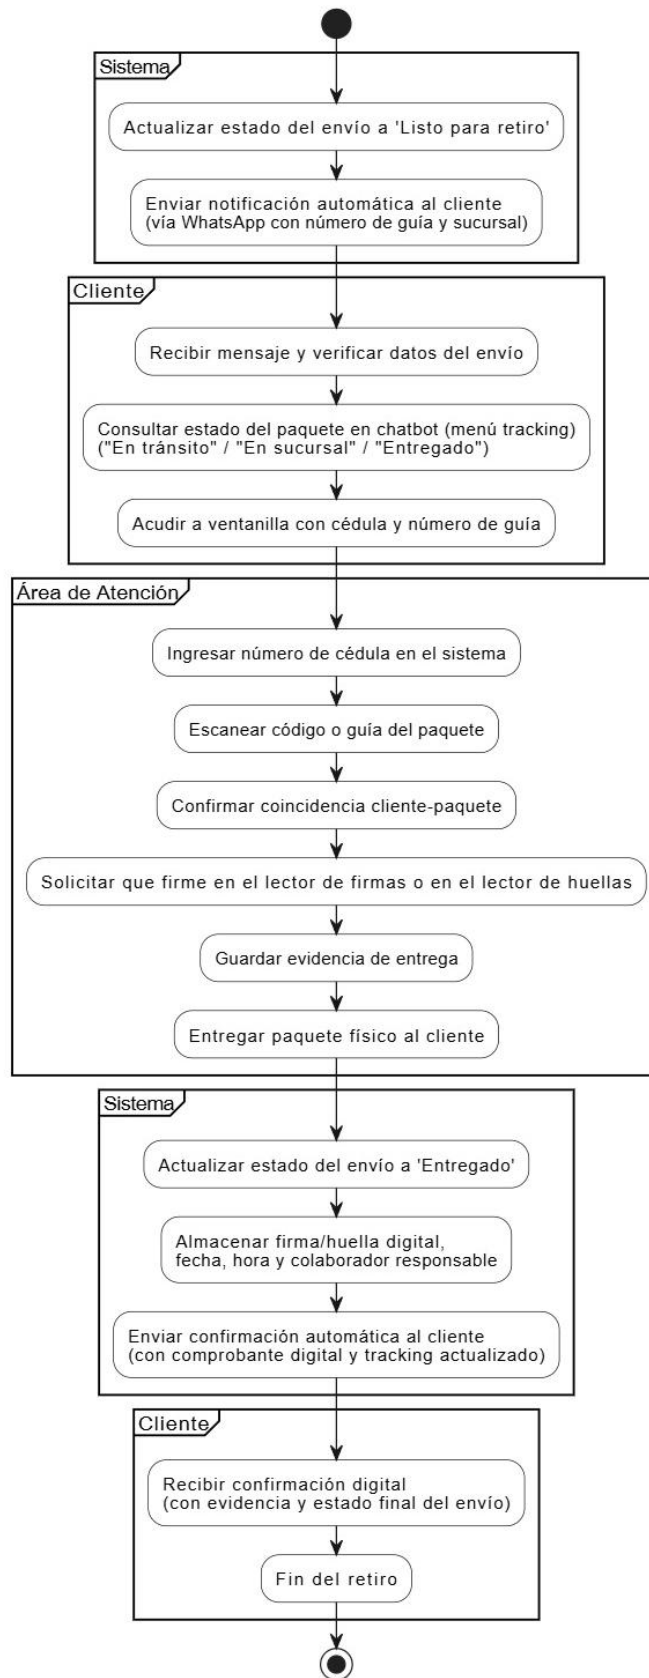 Sistema
Actualizar estado del envío a 'Listo para retiro'
Enviar notificación automática al cliente
(vía WhatsApp con número de guía y sucursal)
Cliente
Recibir mensaje y verificar datos del envío
Consultar estado del paquete en chatbot (menú tracking)
("En tránsito" / "En sucursal" / "Entregado")
Acudir a ventanilla con cédula y número de guía
Área de Atención
Ingresar número de cédula en el sistema
Escanear código o guía del paquete
Confirmar coincidencia cliente-paquete
Solicitar que firme en el lector de firmas o en el lector de huellas
Guardar evidencia de entrega
Entregar paquete físico al cliente
Sistema
Actualizar estado del envío a 'Entregado'
Almacenar firma/huella digital,
fecha, hora y colaborador responsable
Enviar confirmación automática al cliente
(con comprobante digital y tracking actualizado)
Cliente
Recibir confirmación digital
(con evidencia y estado final del envío)
Fin del retiro